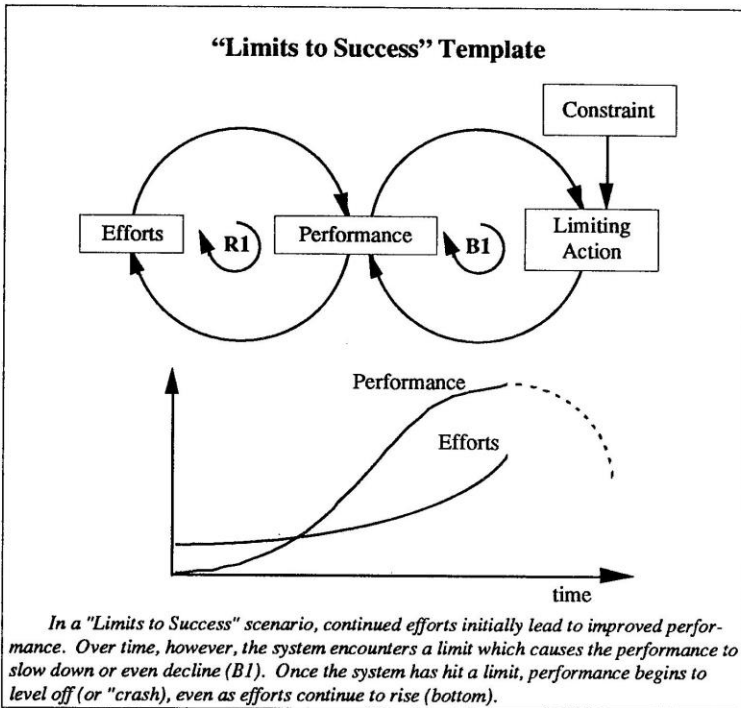 “Limits to Success” Template
Constraint
Efforts
R1
Performance
B1
Limiting
Action
Performance
Efforts
time
In a "Limits to Success" scenario, continued efforts initially lead to improved perfor-
mance. Over time, however, the system encounters a limit which causes the performance to
slow down or even decline (B1). Once the system has hit a limit, performance begins to
level off (or "crash), even as efforts continue to rise (bottom).